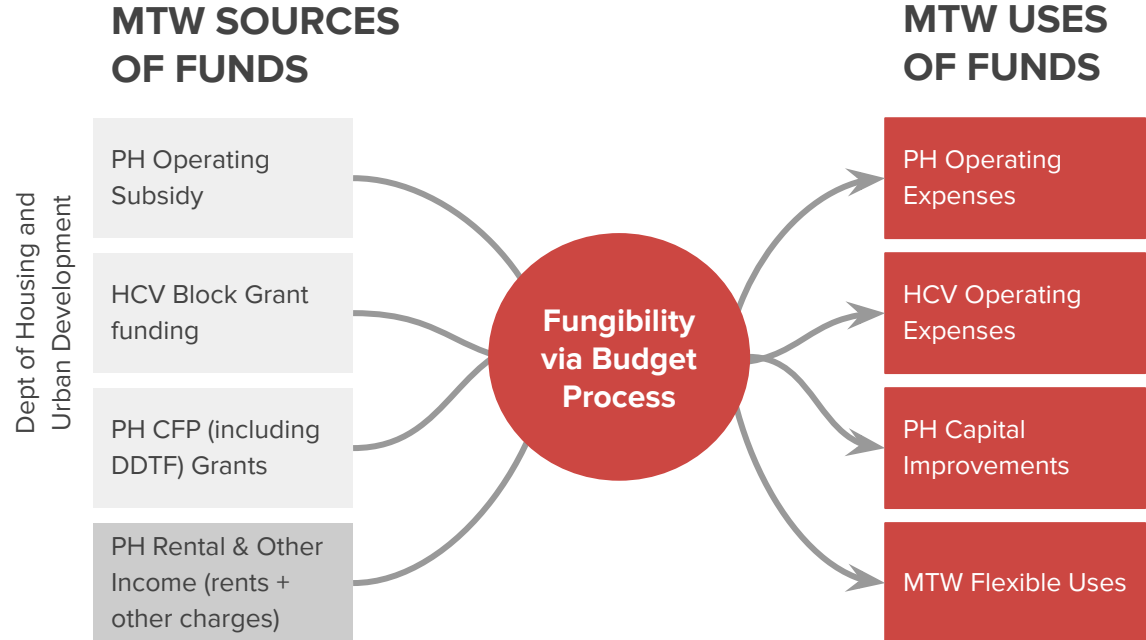 MTW SOURCES
OF FUNDS
Dept of Housing and
Urban Development
PH Operating
Subsidy
HCV Block Grant
funding
PH CFP (including
DDTF) Grants
PH Rental & Other
Income (rents +
other charges)
Fungibility
via Budget
Process
MTW USES
OF FUNDS
PH Operating
Expenses
HCV Operating
Expenses
PH Capital
Improvements
MTW Flexible Uses